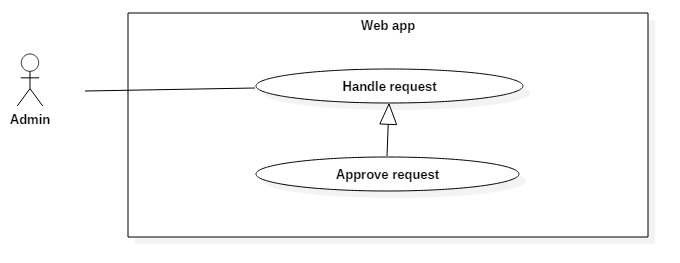 Web app
Handle request
Admin
Approve request